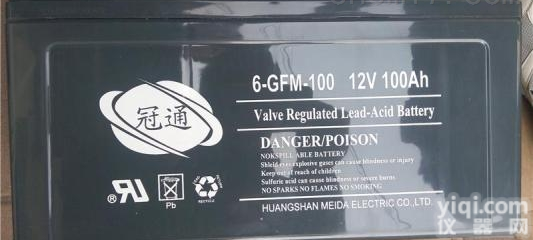 冠通
6-GFM-100 12V 100Ah
Valve Regulated Lead-Acid Battery
DANGER/POISON
NOKSFILLABLE BATTERY
Shield eyes explosive gases can cause blindness or injury
Keep out of reach of children.
Sulfuric acid can cause blindness or severe burns
NO SPARKS NO FLAMES NO SMOKING
Pb
HUANGSHAN MEIDA ELECTRIC CO.,LTD.
yiqi.com
仪器网